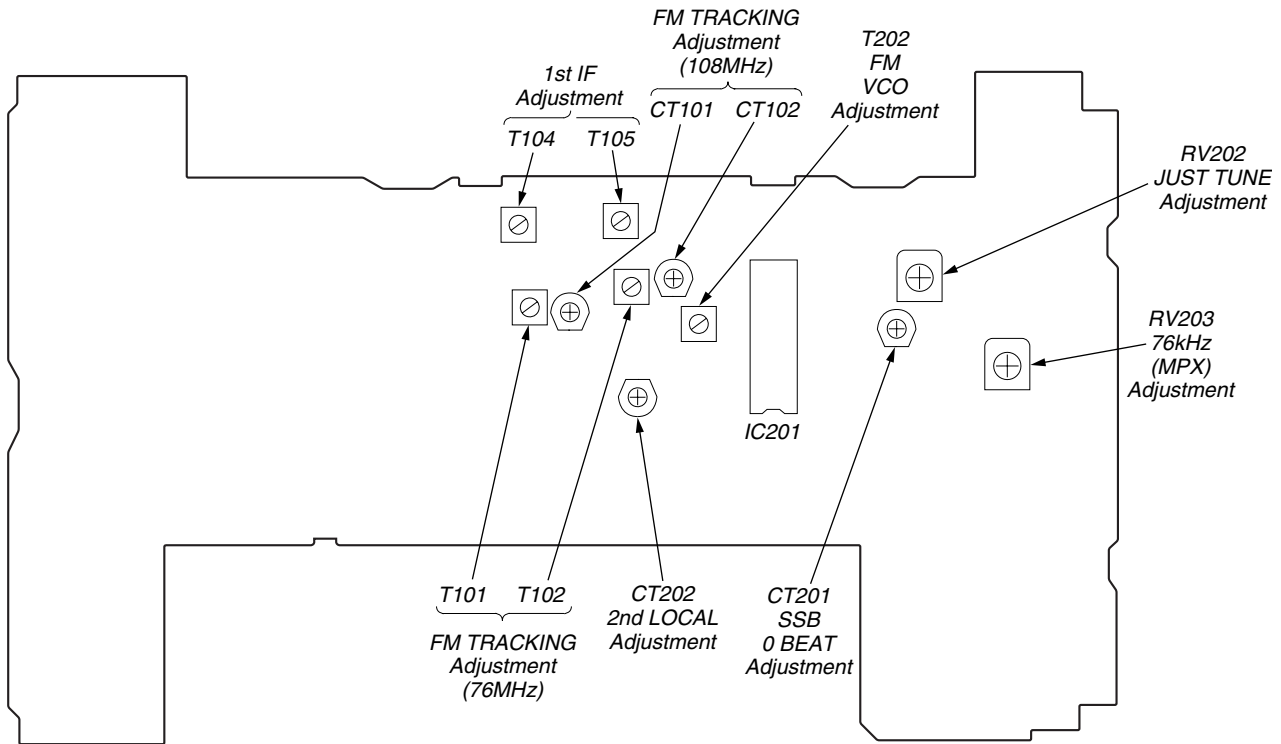 FM TRACKING
Adjustment
(108MHz)
CT101 CT102
T202
FM
VCO
Adjustment
1st IF
Adjustment
T104 T105
RV202
JUST TUNE
Adjustment
RV203
76kHz
(MPX)
Adjustment
IC201
T101 T102
FM TRACKING
Adjustment
(76MHz)
CT202
2nd LOCAL
Adjustment
CT201
SSB
0 BEAT
Adjustment